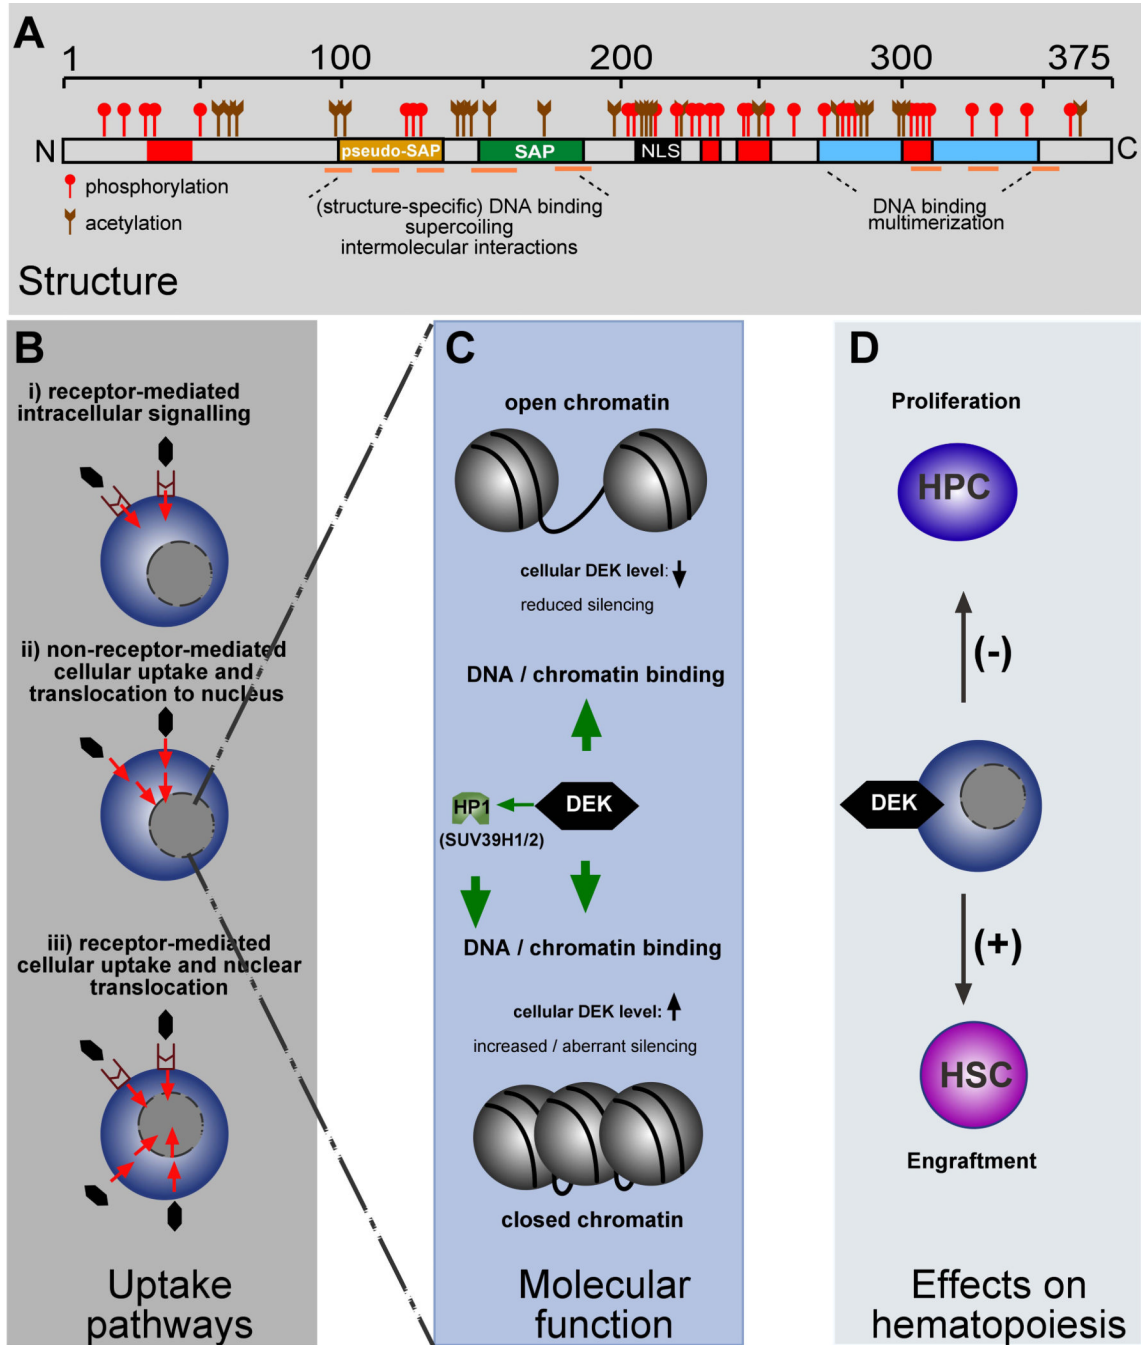 A
1 100 200 300 375
N pseudo-SAP SAP NLS C
phosphorylation
acetylation
(structure-specific) DNA binding
supercoiling
intermolecular interactions
DNA binding
multimerization
Structure
B
i) receptor-mediated
intracellular signalling
ii) non-receptor-mediated
cellular uptake and
translocation to nucleus
iii) receptor-mediated
cellular uptake and nuclear
translocation
Uptake
pathways
C
open chromatin
cellular DEK level:
reduced silencing
DNA / chromatin binding
HP1 DEK
(SUV39H1/2)
DNA / chromatin binding
cellular DEK level:
increased / aberrant silencing
closed chromatin
Molecular
function
D
Proliferation
HPC
(-)
DEK
(+)
HSC
Engraftment
Effects on
hematopoiesis